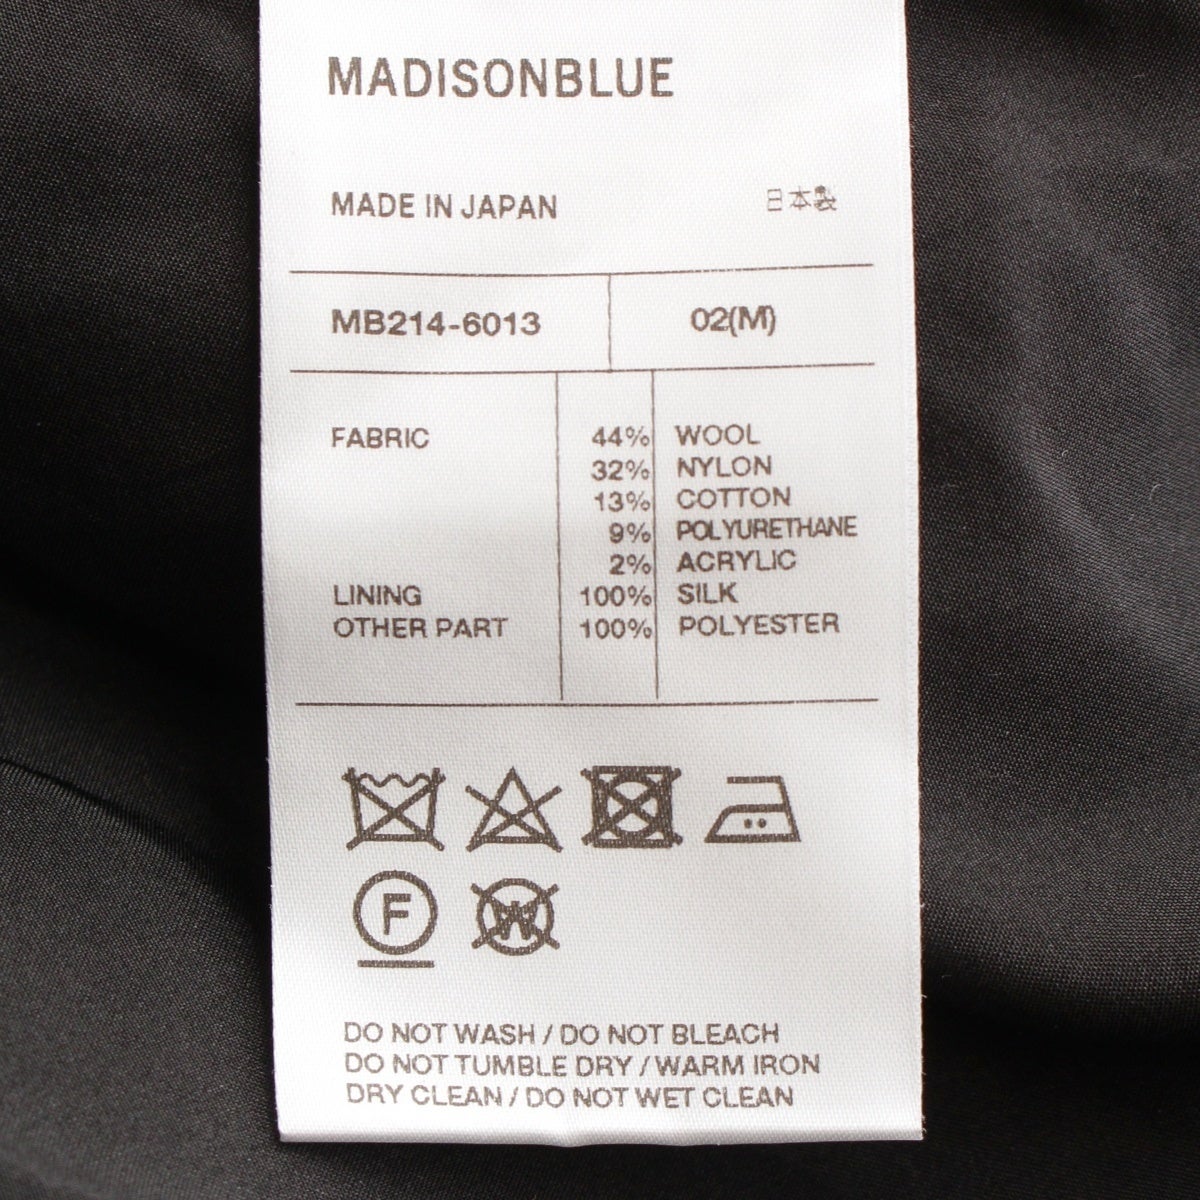 MADISONBLUE
MADE IN JAPAN 日本製
MB214-6013 02(M)
FABRIC 44% WOOL
32% NYLON
13% COTTON
9% POLYURETHANE
2% ACRYLIC
LINING 100% SILK
OTHER PART 100% POLYESTER
F W
DO NOT WASH / DO NOT BLEACH
DO NOT TUMBLE DRY / WARM IRON
DRY CLEAN / DO NOT WET CLEAN